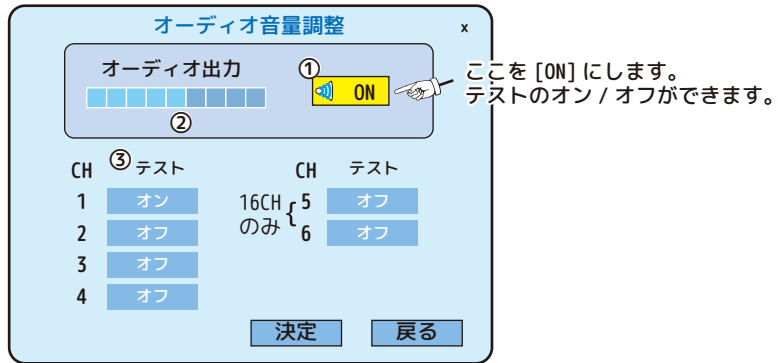 オーディオ音量調整 x
オーディオ出力
① ON
②
ここを [ON] にします。
テストのオン / オフができます。
CH ③ テスト
1 オン
2 オフ
3 オフ
4 オフ
CH テスト
16CH { 5 オフ
のみ 6 オフ
決定 戻る